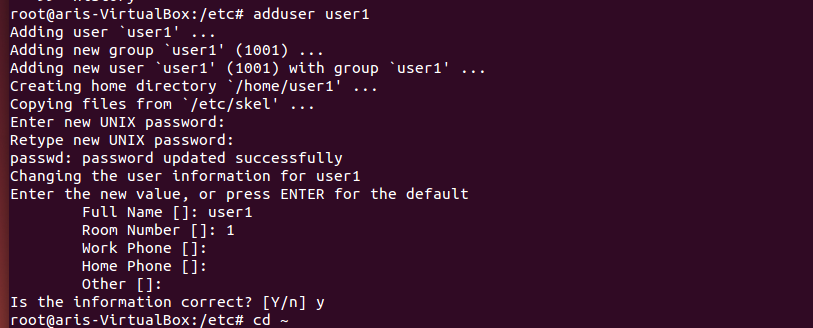 root@aris-VirtualBox:/etc# adduser user1
Adding user `user1' ...
Adding new group `user1' (1001) ...
Adding new user `user1' (1001) with group `user1' ...
Creating home directory `/home/user1' ...
Copying files from `/etc/skel' ...
Enter new UNIX password:
Retype new UNIX password:
passwd: password updated successfully
Changing the user information for user1
Enter the new value, or press ENTER for the default
        Full Name []: user1
        Room Number []: 1
        Work Phone []:
        Home Phone []:
        Other []:
Is the information correct? [Y/n] y
root@aris-VirtualBox:/etc# cd ~